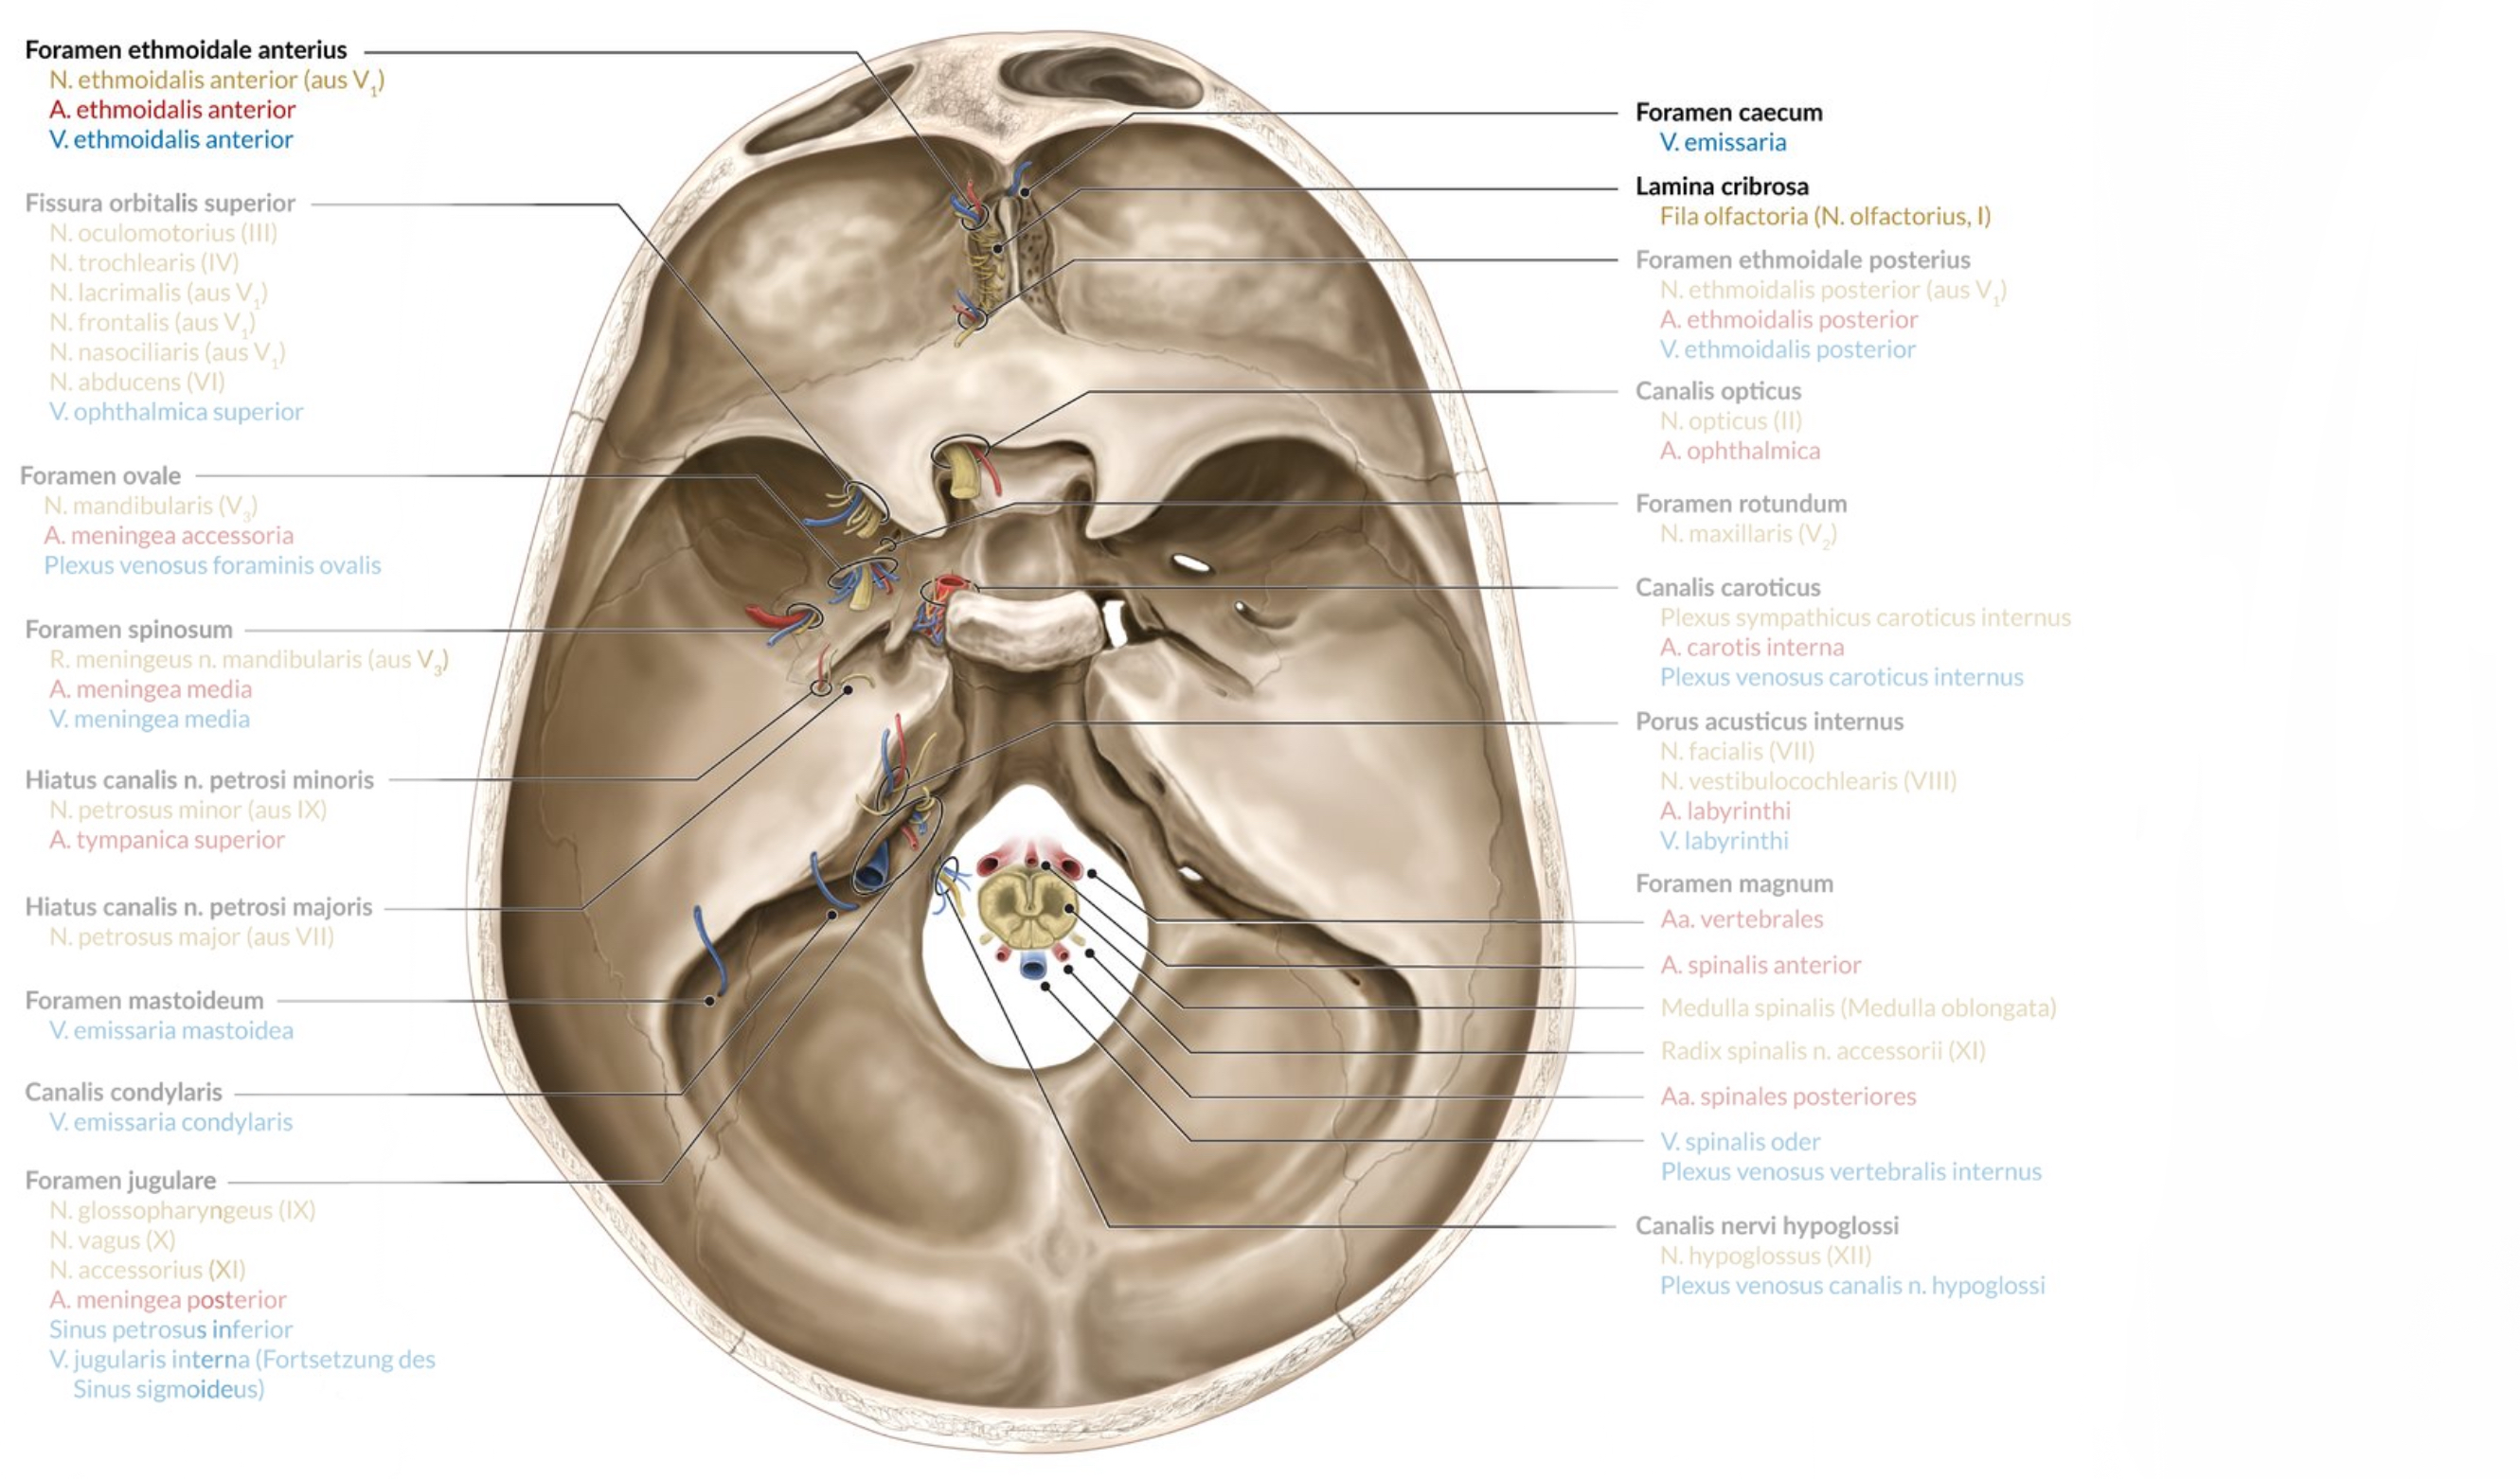 Foramen ethmoidale anterius
N. ethmoidalis anterior (aus V₁)
A. ethmoidalis anterior
V. ethmoidalis anterior
Fissura orbitalis superior
N. oculomotorius (III)
N. trochlearis (IV)
N. lacrimalis (aus V₁)
N. frontalis (aus V₁)
N. nasociliaris (aus V₁)
N. abducens (VI)
V. ophthalmica superior
Foramen ovale
N. mandibularis (V₃)
A. meningea accessoria
Plexus venosus foraminis ovalis
Foramen spinosum
R. meningeus n. mandibularis (aus V₃)
A. meningea media
V. meningea media
Hiatus canalis n. petrosi minoris
N. petrosus minor (aus IX)
A. tympanica superior
Hiatus canalis n. petrosi majoris
N. petrosus major (aus VII)
Foramen mastoideum
V. emissaria mastoidea
Canalis condylaris
V. emissaria condylaris
Foramen jugulare
N. glossopharyngeus (IX)
N. vagus (X)
N. accessorius (XI)
A. meningea posterior
Sinus petrosus inferior
V. jugularis interna (Fortsetzung des
Sinus sigmoideus)
Foramen caecum
V. emissaria
Lamina cribrosa
Fila olfactoria (N. olfactorius, I)
Foramen ethmoidale posterius
N. ethmoidalis posterior (aus V₁)
A. ethmoidalis posterior
V. ethmoidalis posterior
Canalis opticus
N. opticus (II)
A. ophthalmica
Foramen rotundum
N. maxillaris (V₂)
Canalis caroticus
Plexus sympathicus caroticus internus
A. carotis interna
Plexus venosus caroticus internus
Porus acusticus internus
N. facialis (VII)
N. vestibulocochlearis (VIII)
A. labyrinthi
V. labyrinthi
Foramen magnum
Aa. vertebrales
A. spinalis anterior
Medulla spinalis (Medulla oblongata)
Radix spinalis n. accessorii (XI)
Aa. spinales posteriores
V. spinalis oder
Plexus venosus vertebralis internus
Canalis nervi hypoglossi
N. hypoglossus (XII)
Plexus venosus canalis n. hypoglossi